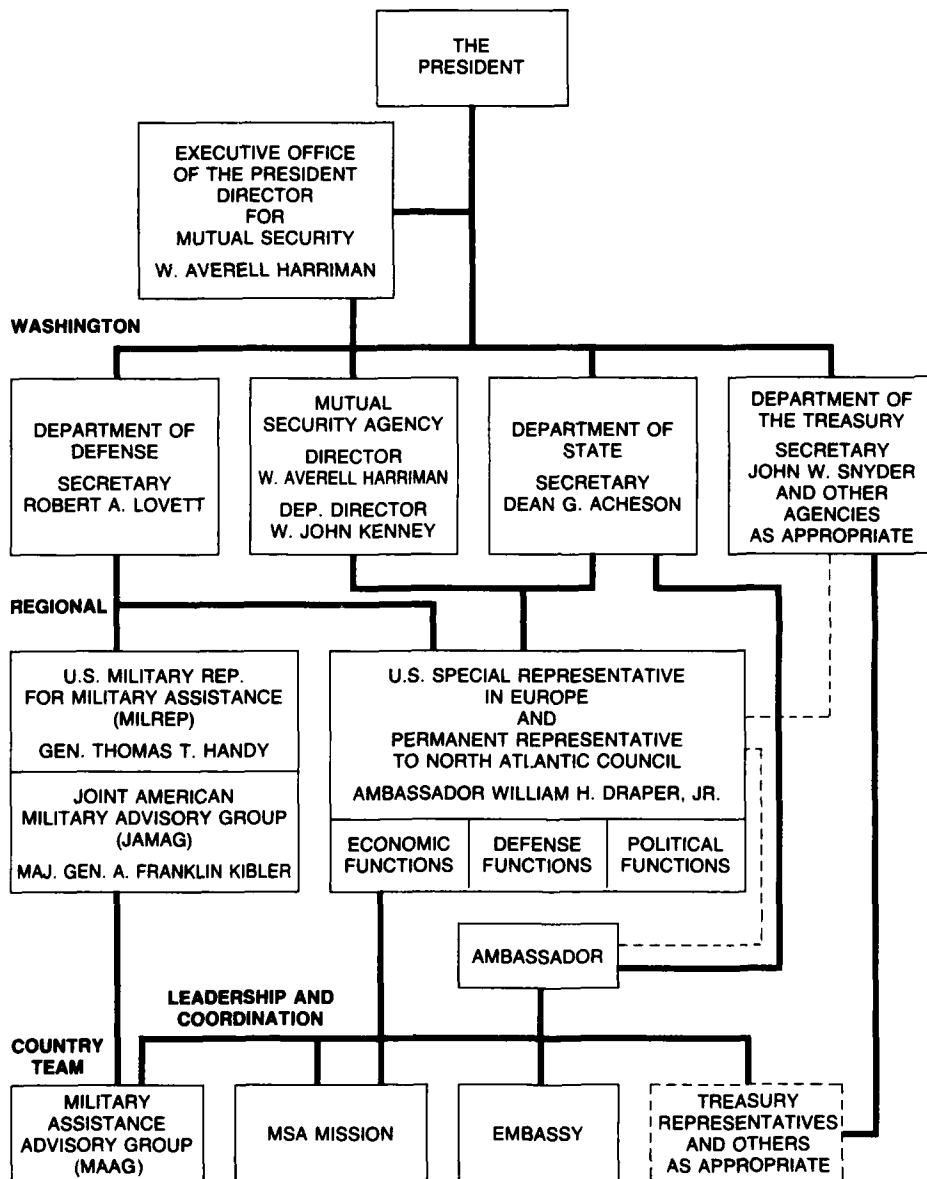 THE
PRESIDENT
EXECUTIVE OFFICE
OF THE PRESIDENT
DIRECTOR
FOR
MUTUAL SECURITY
W. AVERELL HARRIMAN
WASHINGTON
DEPARTMENT OF
DEFENSE
SECRETARY
ROBERT A. LOVETT
MUTUAL
SECURITY AGENCY
DIRECTOR
W. AVERELL HARRIMAN
DEP. DIRECTOR
W. JOHN KENNEY
DEPARTMENT OF
STATE
SECRETARY
DEAN G. ACHESON
DEPARTMENT OF
THE TREASURY
SECRETARY
JOHN W. SNYDER
AND OTHER
AGENCIES
AS APPROPRIATE
REGIONAL
U.S. MILITARY REP.
FOR MILITARY ASSISTANCE
(MILREP)
GEN. THOMAS T. HANDY
JOINT AMERICAN
MILITARY ADVISORY GROUP
(JAMAG)
MAJ. GEN. A. FRANKLIN KIBLER
U.S. SPECIAL REPRESENTATIVE
IN EUROPE
AND
PERMANENT REPRESENTATIVE
TO NORTH ATLANTIC COUNCIL
AMBASSADOR WILLIAM H. DRAPER, JR.
ECONOMIC
FUNCTIONS
DEFENSE
FUNCTIONS
POLITICAL
FUNCTIONS
AMBASSADOR
LEADERSHIP AND
COORDINATION
COUNTRY
TEAM
MILITARY
ASSISTANCE
ADVISORY GROUP
(MAAG)
MSA MISSION
EMBASSY
TREASURY
REPRESENTATIVES
AND OTHERS
AS APPROPRIATE